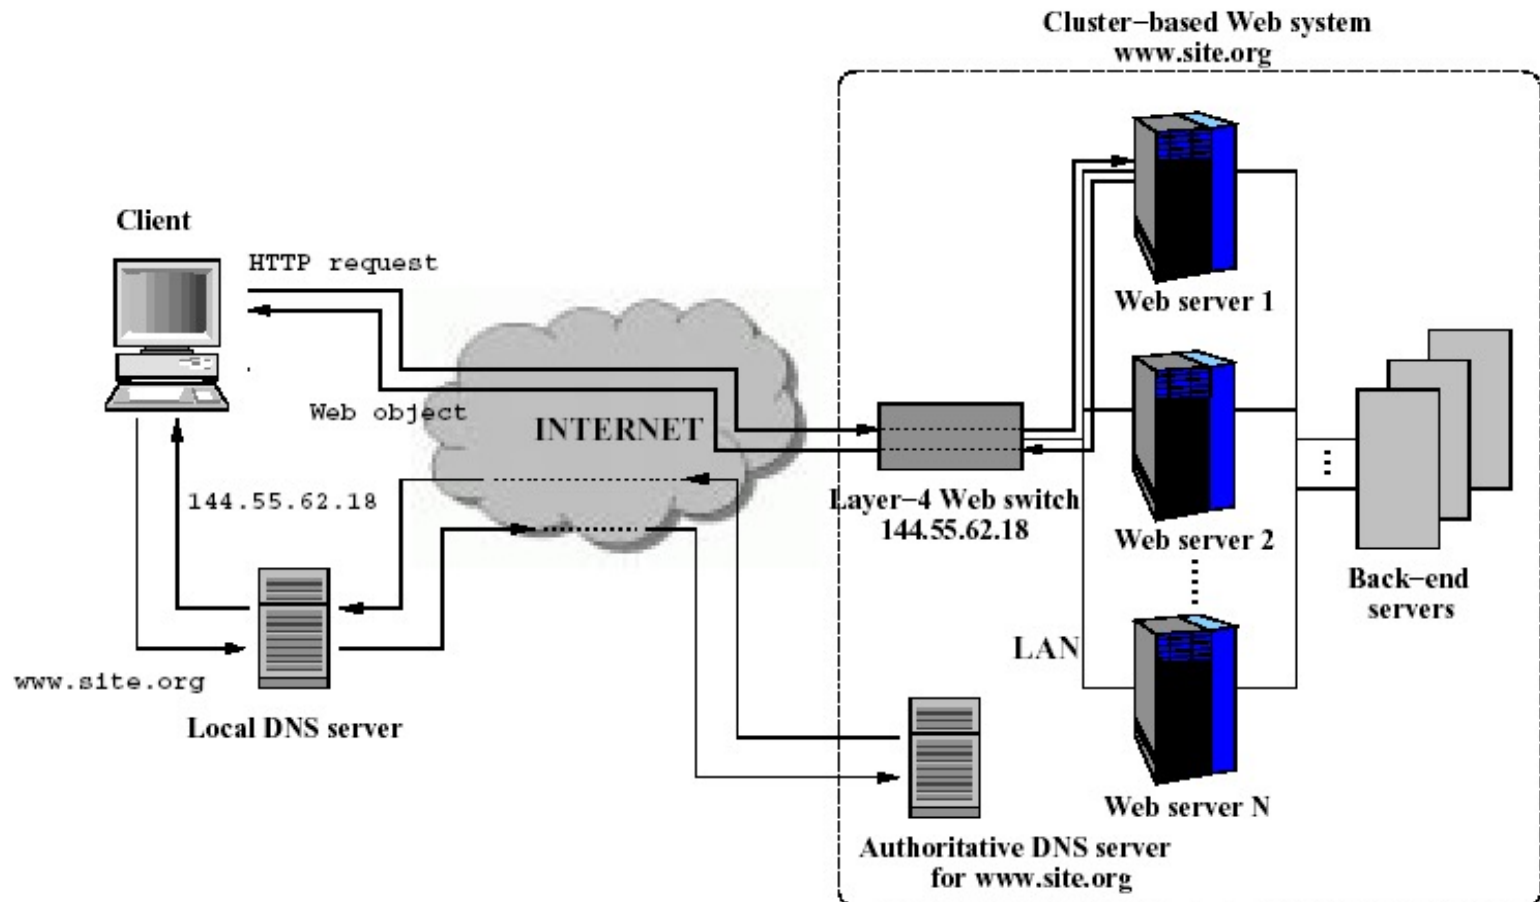 Cluster−based Web system
www.site.org
Client
HTTP request
Web server 1
Web object
INTERNET
144.55.62.18
Layer−4 Web switch
144.55.62.18
Web server 2
Back−end
servers
LAN
www.site.org
Local DNS server
Web server N
Authoritative DNS server
for www.site.org